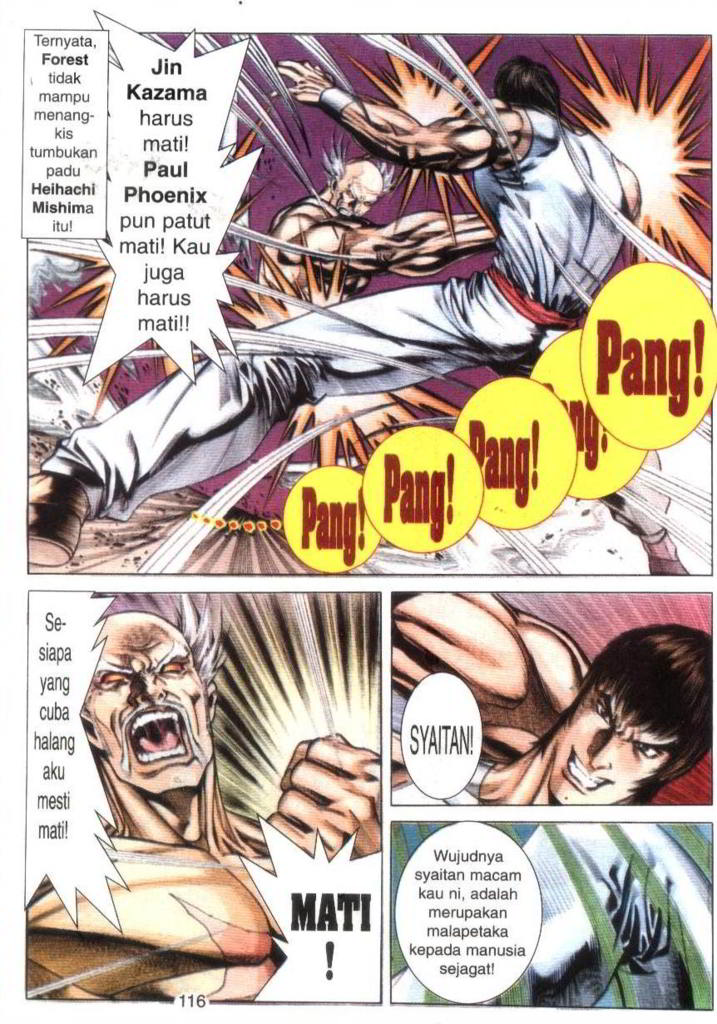 Ternyata,
Forest
tidak
mampu
menang-
kis
tumbukan
padu
Heihachi
Mishima
itu!
Jin
Kazama
harus
mati!
Paul
Phoenix
pun patut
mati! Kau
juga
harus
mati!!
Pang!
Pang!
Pang!
Pang!
Pang!
Se-
siapa
yang
cuba
halang
aku
mesti
mati!
MATI
!
SYAITAN!
Wujudnya
syaitan macam
kau ni, adalah
merupakan
malapetaka
kepada manusia
sejagat!
116